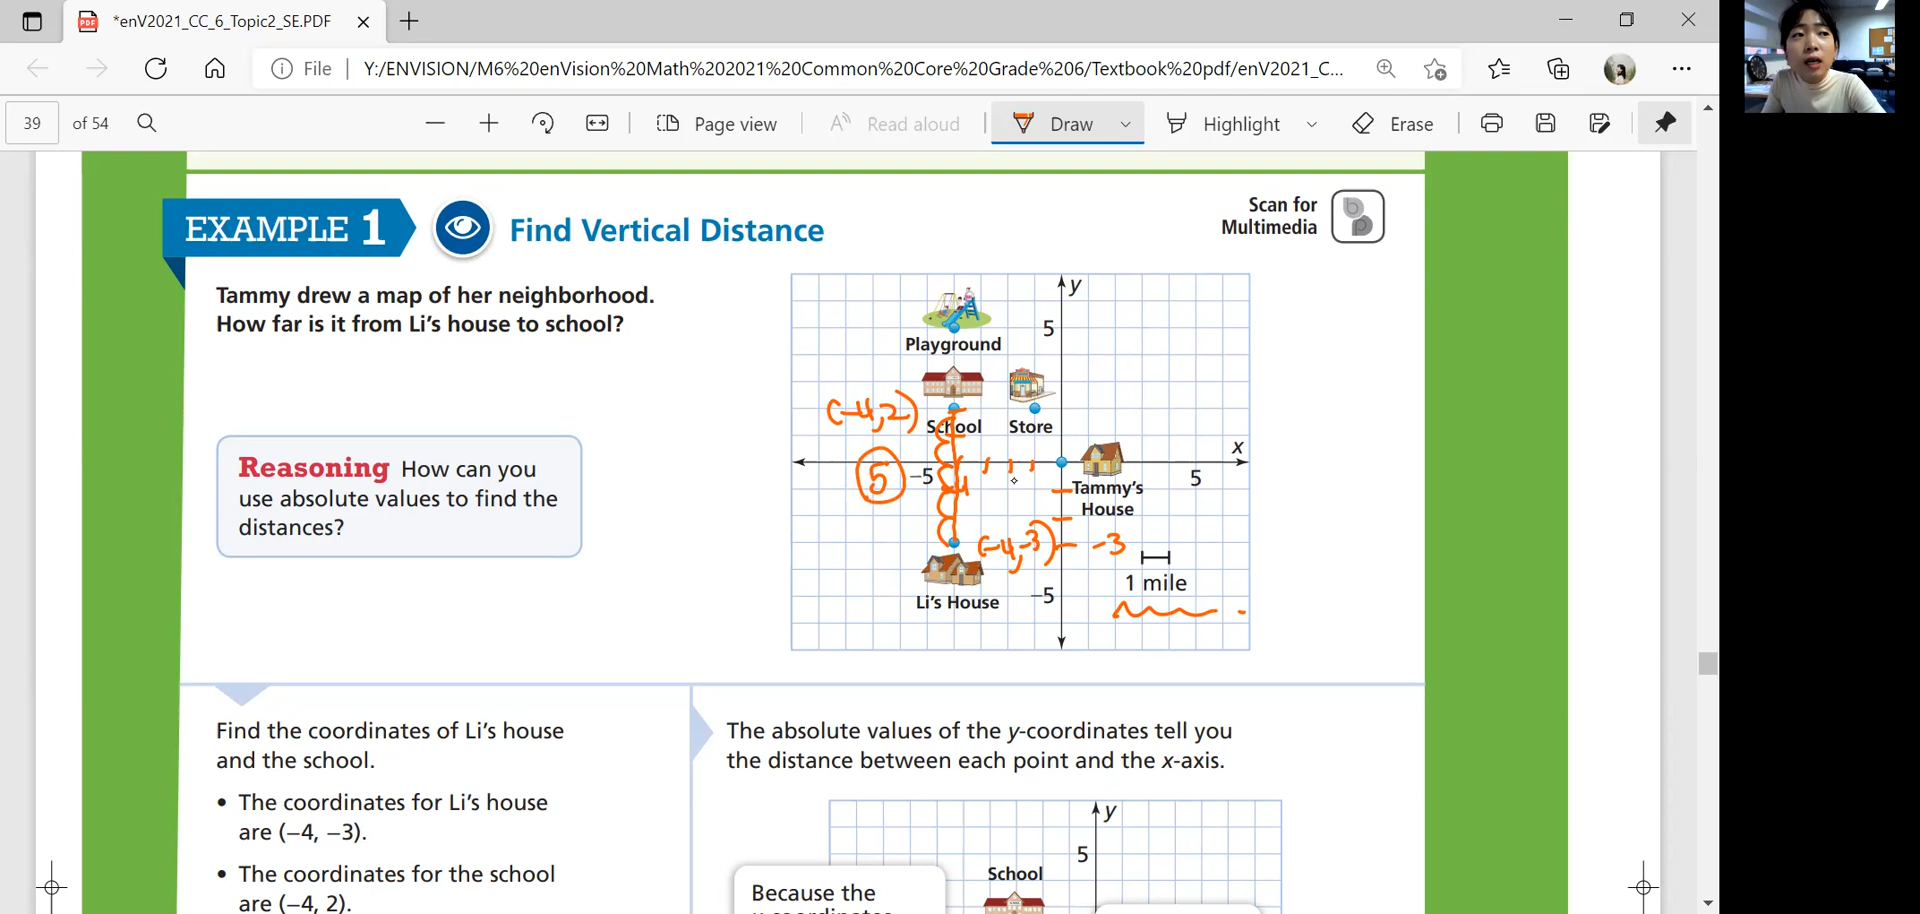 *enV2021_CC_6_Topic2_SE.PDF
File
Y:/ENVISION/M6%20enVision%20Math%202021%20Common%20Core%20Grade%206/Textbook%20pdf/enV2021_C...
39
of 54
Page view
Read aloud
Draw
Highlight
Erase
EXAMPLE 1
Find Vertical Distance
Scan for
Multimedia
Tammy drew a map of her neighborhood.
How far is it from Li's house to school?
Reasoning How can you
use absolute values to find the
distances?
y
5
Playground
(-4,2)
School
Store
x
5
−5
-4
5
Tammy's
House
(-4,-3)
-3
1 mile
Li's House
−5
Find the coordinates of Li's house
and the school.
• The coordinates for Li's house
are (−4, −3).
• The coordinates for the school
are (−4, 2).
The absolute values of the y-coordinates tell you
the distance between each point and the x-axis.
y
5
School
Because the